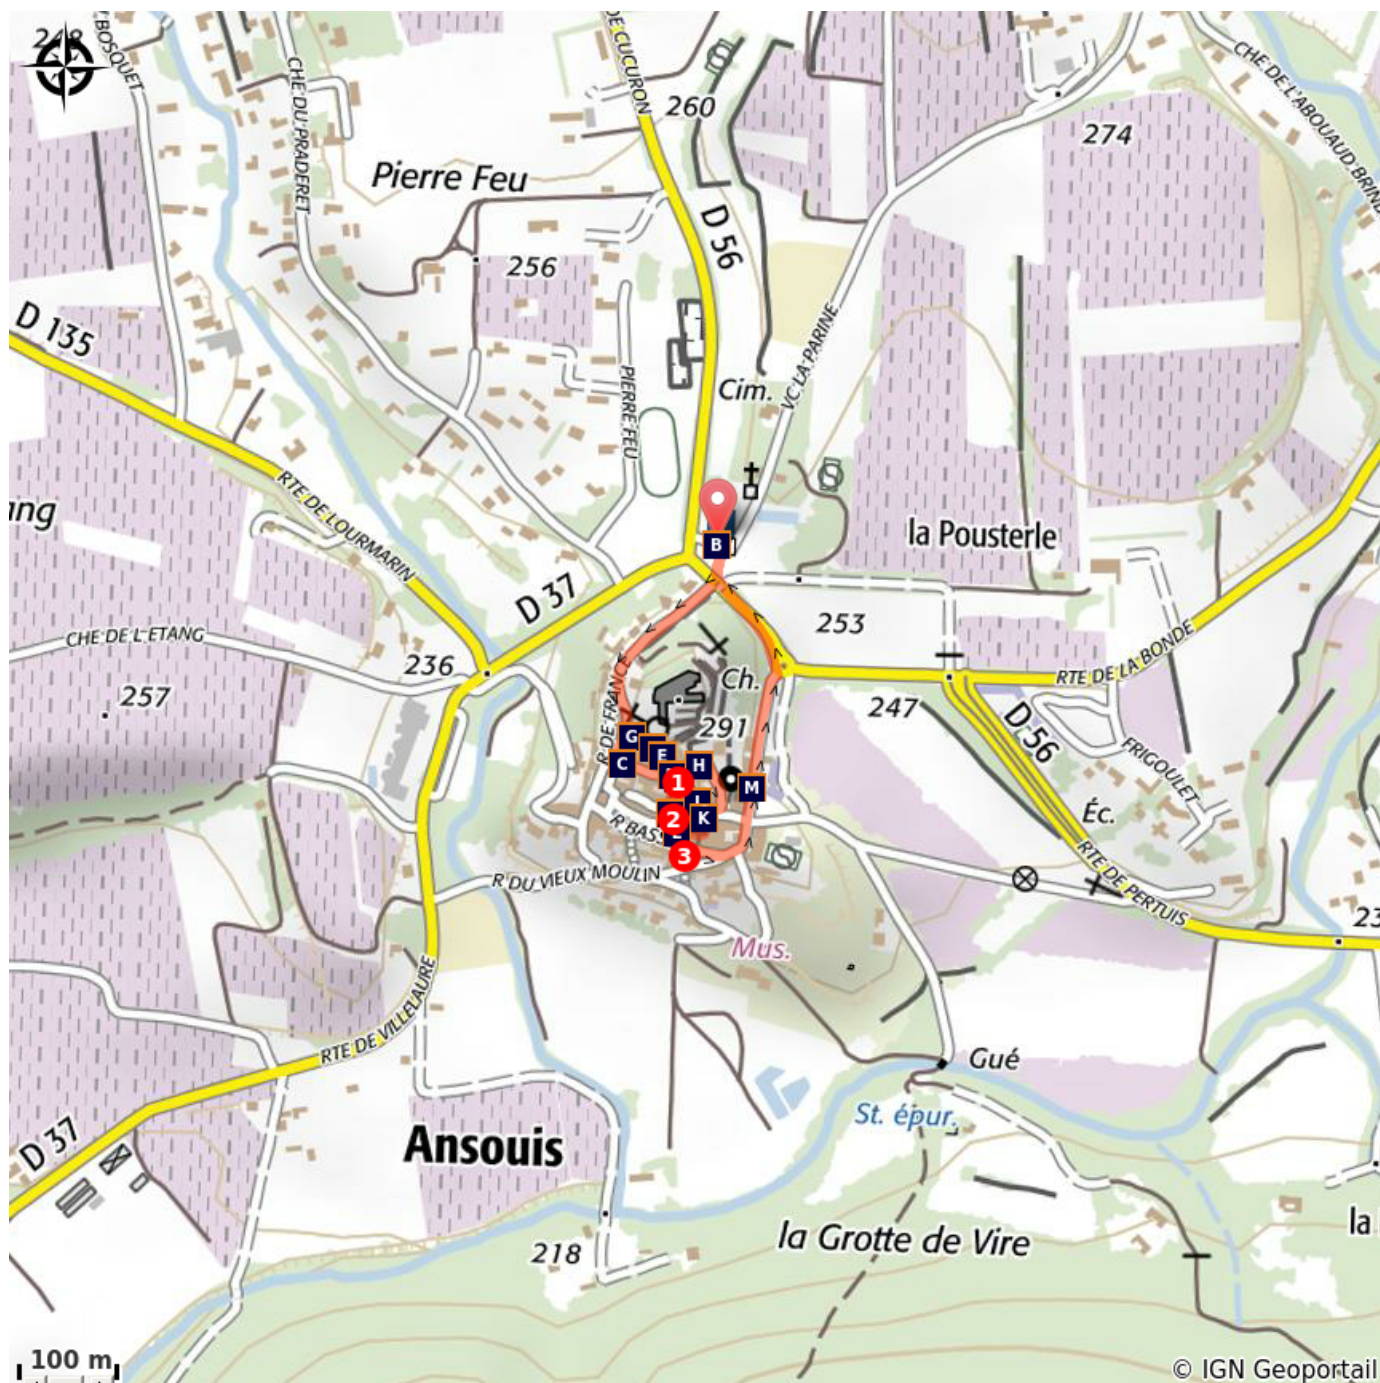 248
BOSQUET
CHE DU PRADERET
DE CUCURON
260
CHE DE L'ABOUAUD
274
Pierre Feu
D 56
256
D 135
PIERRE FEU
Cim.
VC LA PARINE
RTE DE LOURMARIN
la Pousterle
B
D 37
253
CHE DE L'ETANG
236
RTE DE LA BONDE
257
R DE FRANCE
Ch.
291
247
D 56
FRIGOULET
G
C
E
H
1
M
2
K
R BASSE
3
Éc.
R DU VIEUX MOULIN
RTE DE PERTUIS
Mus.
RTE DE VILLELAURE
Gué
St. épur.
D 37
Ansouis
la Grotte de Vire
la
218
100 m
© IGN Geoportail